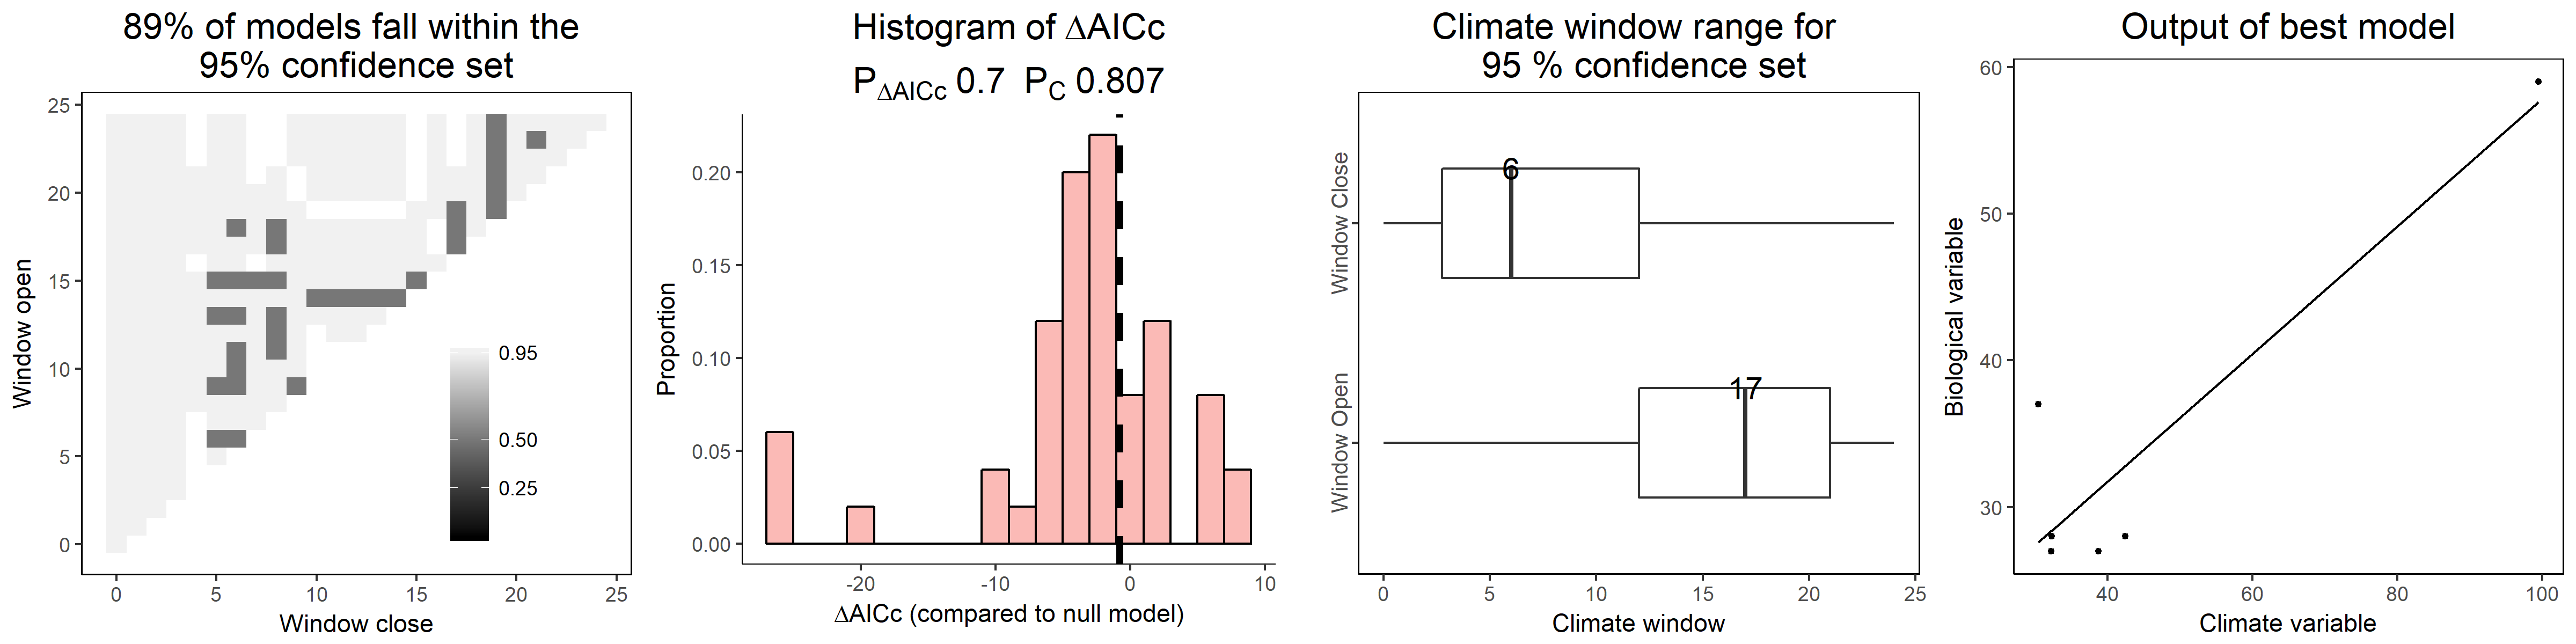 89% of models fall within the
95% confidence set
25
20
15
10
5
0
Window open
0.95
0.50
0.25
0 5 10 15 20 25
Window close
Histogram of ΔAICc
PΔAICc 0.7 PC 0.807
0.20
0.15
0.10
0.05
0.00
Proportion
-20 -10 0 10
ΔAICc (compared to null model)
Climate window range for
95 % confidence set
Window Close
6
Window Open
17
0 5 10 15 20 25
Climate window
Output of best model
60
50
40
30
Biological variable
40 60 80 100
Climate variable